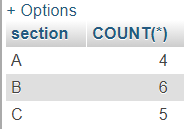 + Options
section COUNT(*)
A 4
B 6
C 5